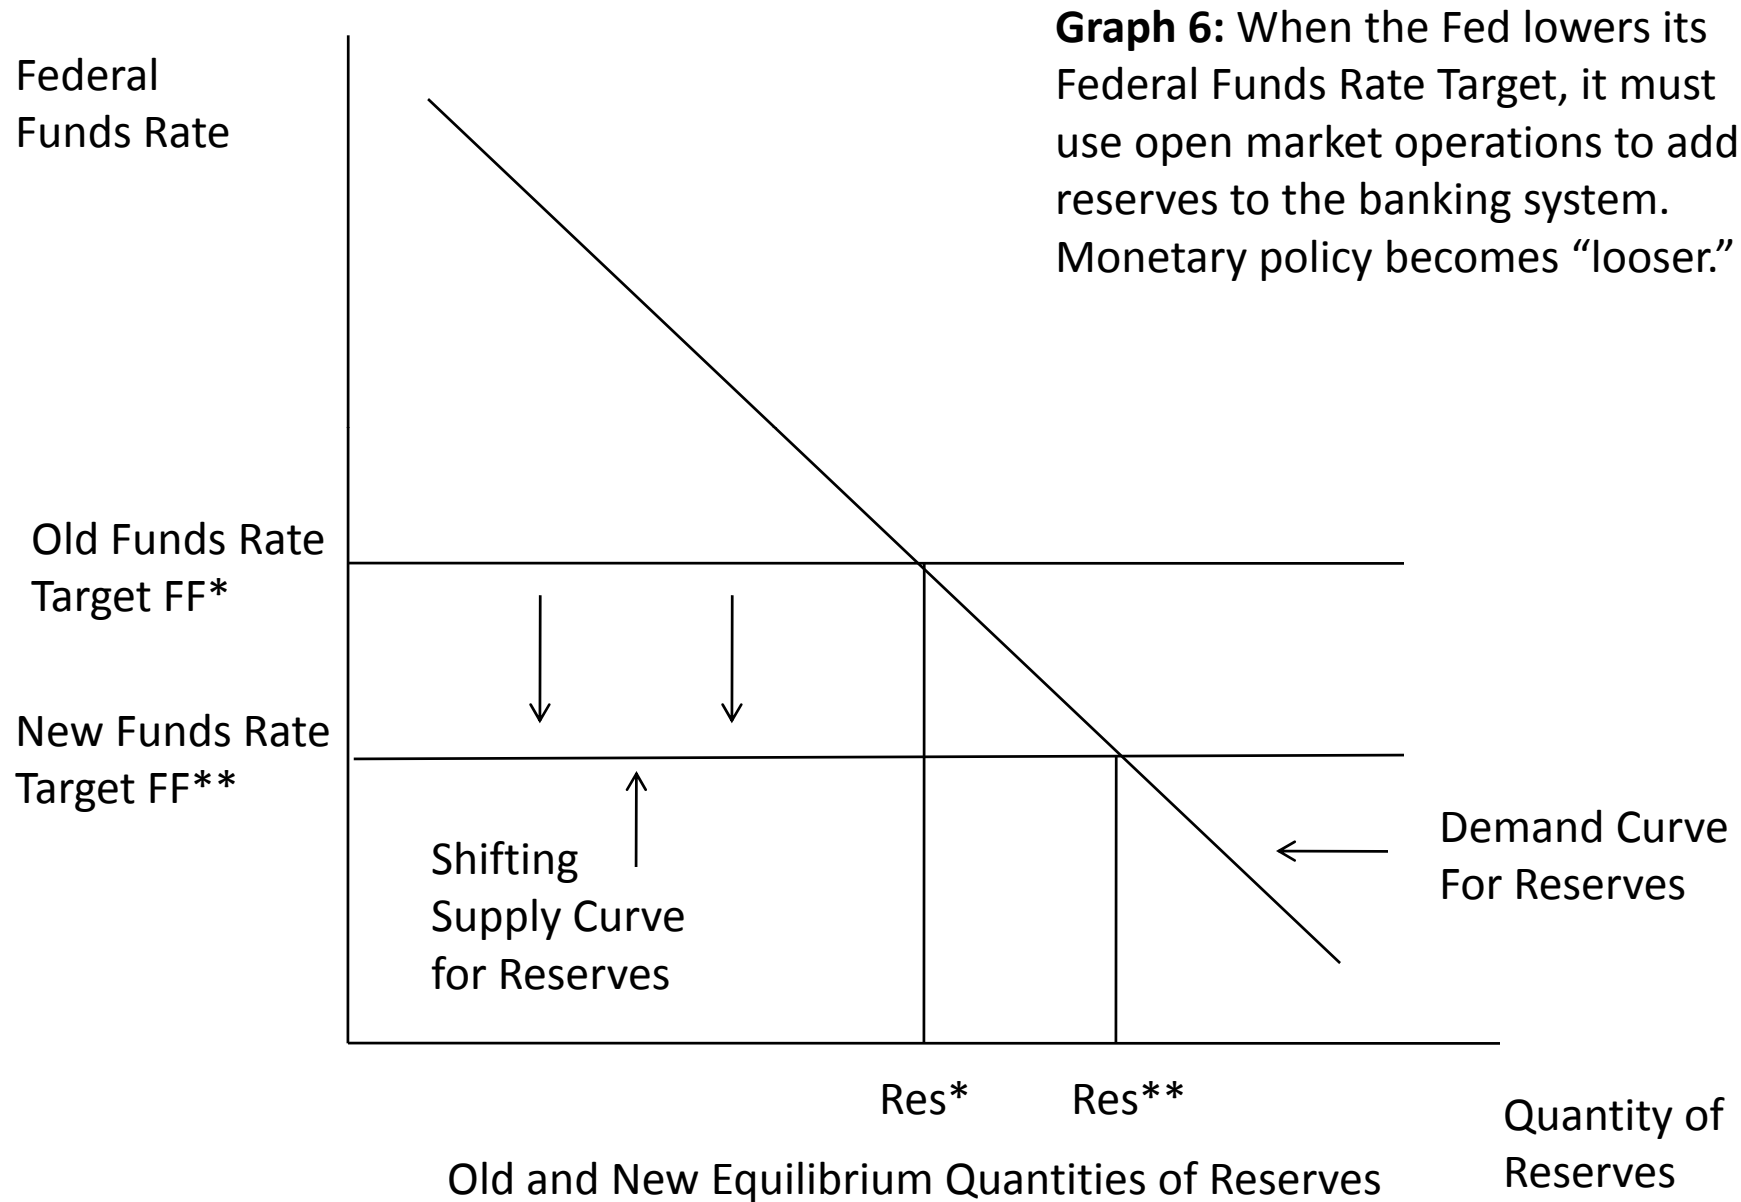 Graph 6: When the Fed lowers its
Federal Funds Rate Target, it must
use open market operations to add
reserves to the banking system.
Monetary policy becomes “looser.”
Federal
Funds Rate
Old Funds Rate
Target FF*
New Funds Rate
Target FF**
Shifting
Supply Curve
for Reserves
Demand Curve
For Reserves
Res*
Res**
Quantity of
Reserves
Old and New Equilibrium Quantities of Reserves